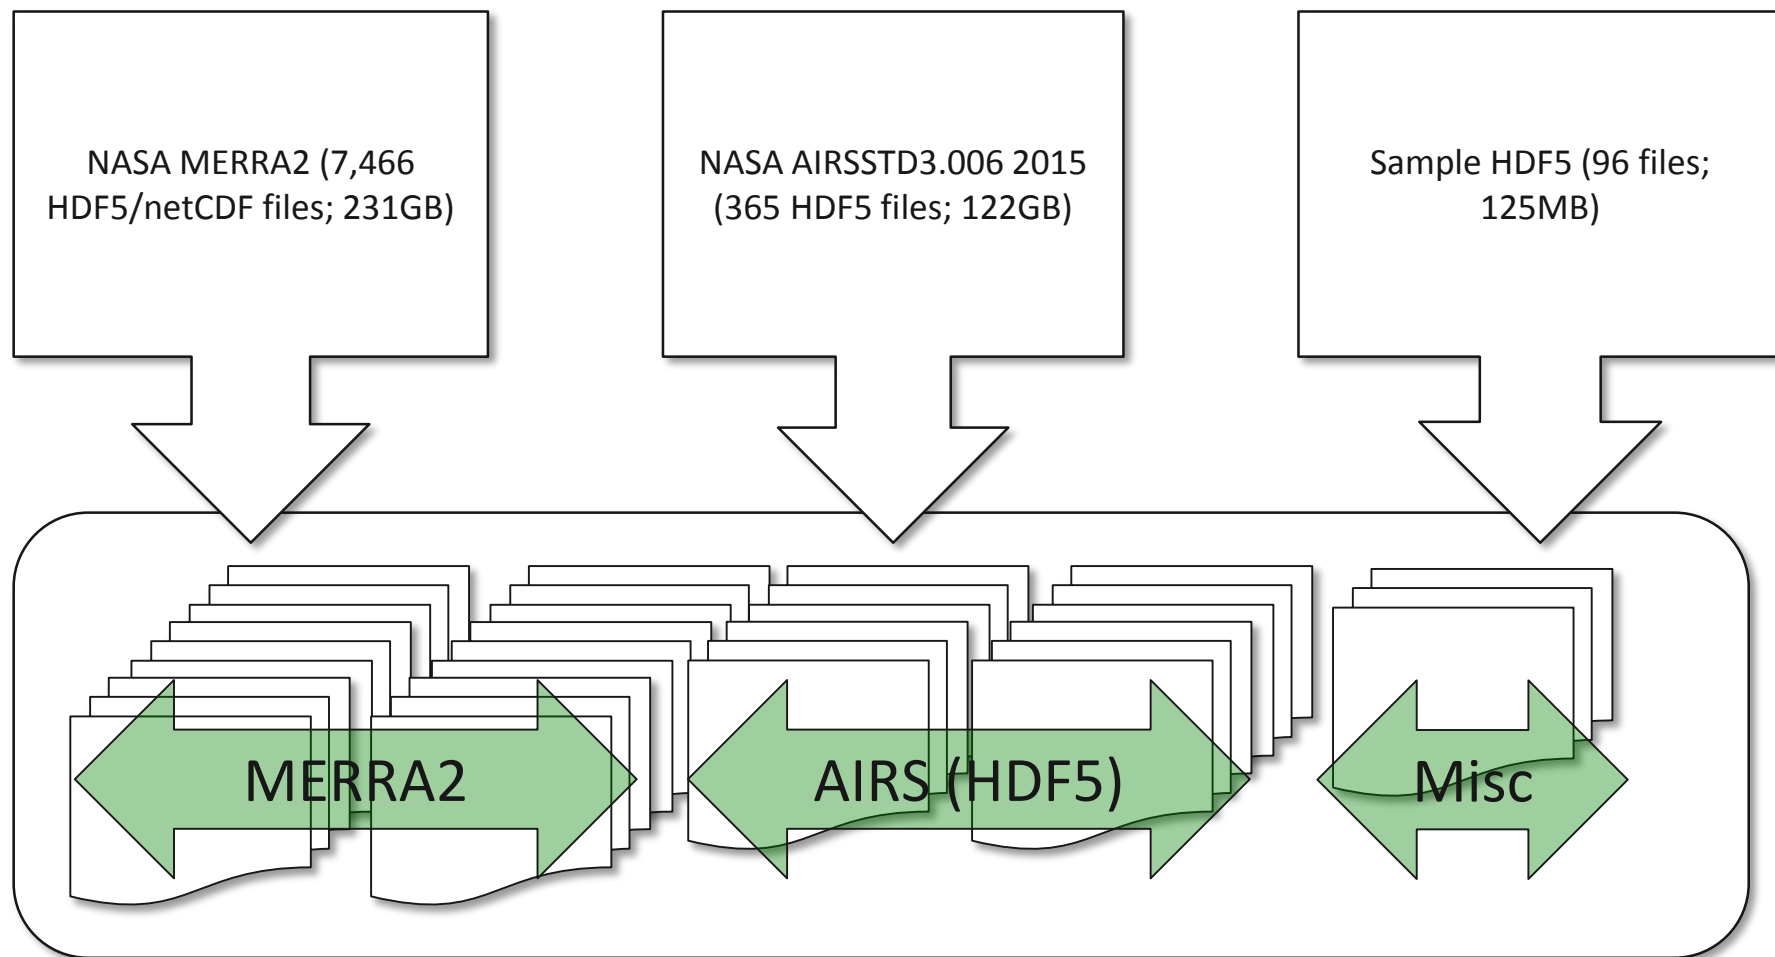 NASA MERRA2 (7,466
HDF5/netCDF files; 231GB)
NASA AIRSSTD3.006 2015
(365 HDF5 files; 122GB)
Sample HDF5 (96 files;
125MB)
MERRA2
AIRS (HDF5)
Misc